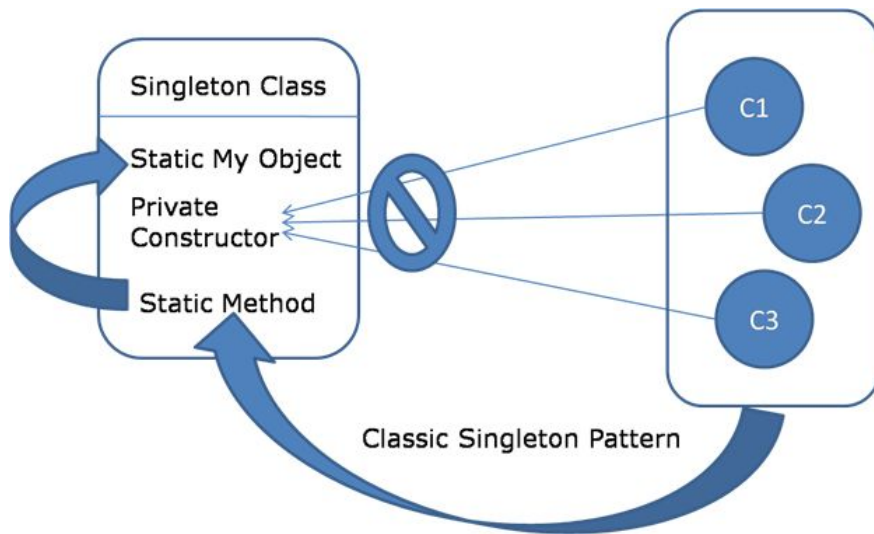 Singleton Class
Static My Object
Private
Constructor
Static Method
C1
C2
C3
Classic Singleton Pattern